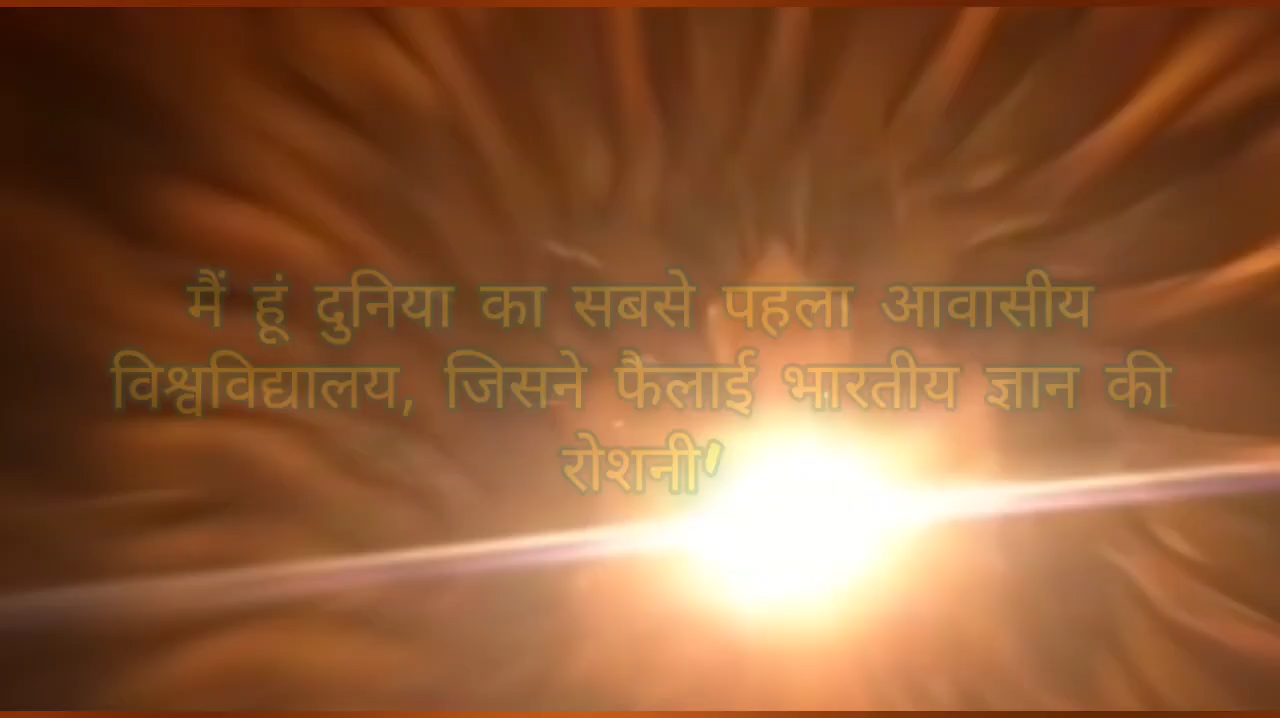 मैं हूं दुनिया का सबसे पहला आवासीय
विश्वविद्यालय, जिसने फैलाई भारतीय ज्ञान की
रोशनी'